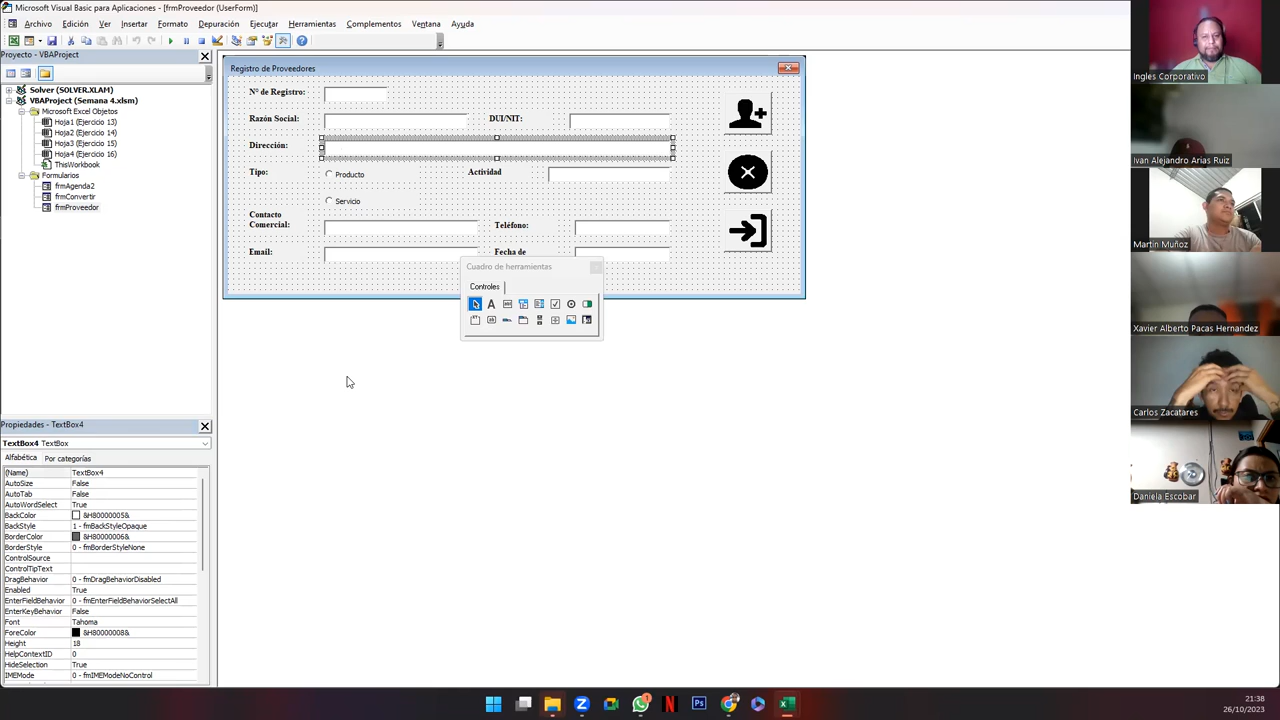 Microsoft Visual Basic para Aplicaciones - [frmProveedor (UserForm)]
Archivo Edición Ver Insertar Formato Depuración Ejecutar Herramientas Complementos Ventana Ayuda
Proyecto - VBAProject
Solver (SOLVER.XLAM)
VBAProject (Semana 4.xlsm)
Microsoft Excel Objetos
Hoja1 (Ejercicio 13)
Hoja2 (Ejercicio 14)
Hoja3 (Ejercicio 15)
Hoja4 (Ejercicio 16)
ThisWorkbook
Formularios
frmAgenda2
frmConvertir
frmProveedor
Propiedades - TextBox4
TextBox4 TextBox
Alfabética Por categorías
(Name) TextBox4
AutoSize False
AutoTab False
AutoWordSelect True
BackColor &H80000005&
BackStyle 1 - fmBackStyleOpaque
BorderColor &H80000006&
BorderStyle 0 - fmBorderStyleNone
ControlSource
ControlTipText
DragBehavior 0 - fmDragBehaviorDisabled
Enabled True
EnterFieldBehavior 0 - fmEnterFieldBehaviorSelectAll
EnterKeyBehavior False
Font Tahoma
ForeColor &H80000008&
Height 18
HelpContextID 0
HideSelection True
IMEMode 0 - fmIMEModeNoControl
Registro de Proveedores
N° de Registro:
Razón Social: DUI/NIT:
Dirección:
Tipo: Producto Actividad
Servicio
Contacto
Comercial: Teléfono:
Email: Fecha de
Cuadro de herramientas
Controles
Ingles Corporativo
Ivan Alejandro Arias Ruiz
Martin Muñoz
Xavier Alberto Pacas Hernandez
Carlos Zacatares
Daniela Escobar
21:38
26/10/2023